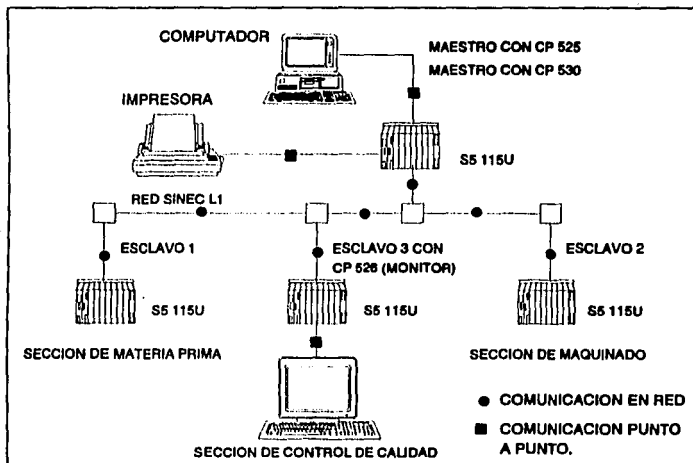 COMPUTADOR
MAESTRO CON CP 525
MAESTRO CON CP 530
IMPRESORA
S5 115U
RED SINEC L1
ESCLAVO 1
ESCLAVO 3 CON
CP 526 (MONITOR)
ESCLAVO 2
S5 115U
S5 115U
S5 115U
SECCION DE MATERIA PRIMA
SECCION DE MAQUINADO
COMUNICACION EN RED
COMUNICACION PUNTO
A PUNTO.
SECCION DE CONTROL DE CALIDAD